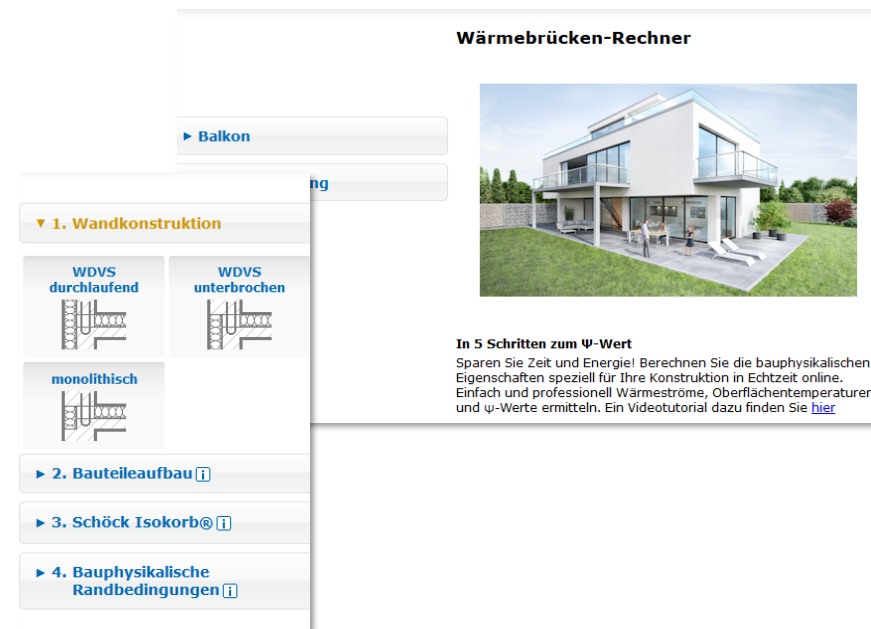 Wärmebrücken-Rechner
Balkon
ng
1. Wandkonstruktion
WDVS
durchlaufend
WDVS
unterbrochen
monolithisch
2. Bauteileaufbau i
3. Schöck Isokorb® i
4. Bauphysikalische
Randbedingungen i
In 5 Schritten zum Ψ-Wert
Sparen Sie Zeit und Energie! Berechnen Sie die bauphysikalischen
Eigenschaften speziell für Ihre Konstruktion in Echtzeit online.
Einfach und professionell Wärmeströme, Oberflächentemperaturen
und ψ-Werte ermitteln. Ein Videotutorial dazu finden Sie hier